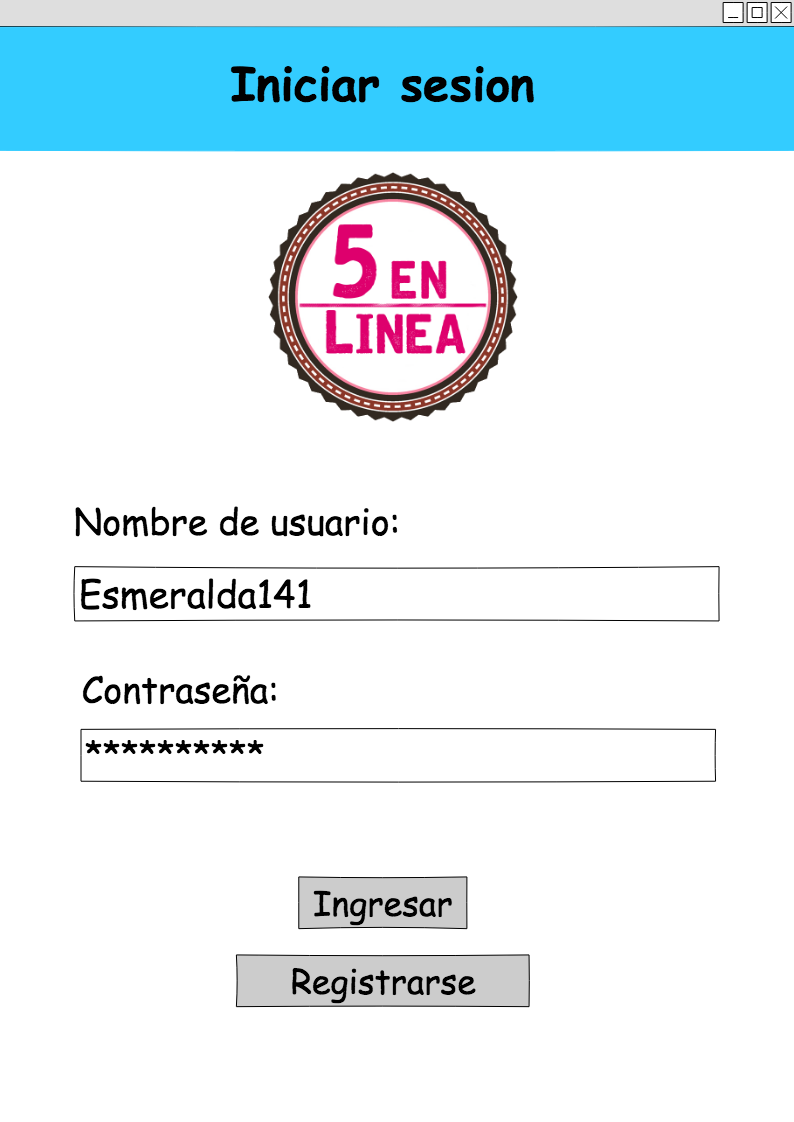 Iniciar sesion
5 EN
LINEA
Nombre de usuario:
Esmeralda141
Contraseña:
**********
Ingresar
Registrarse